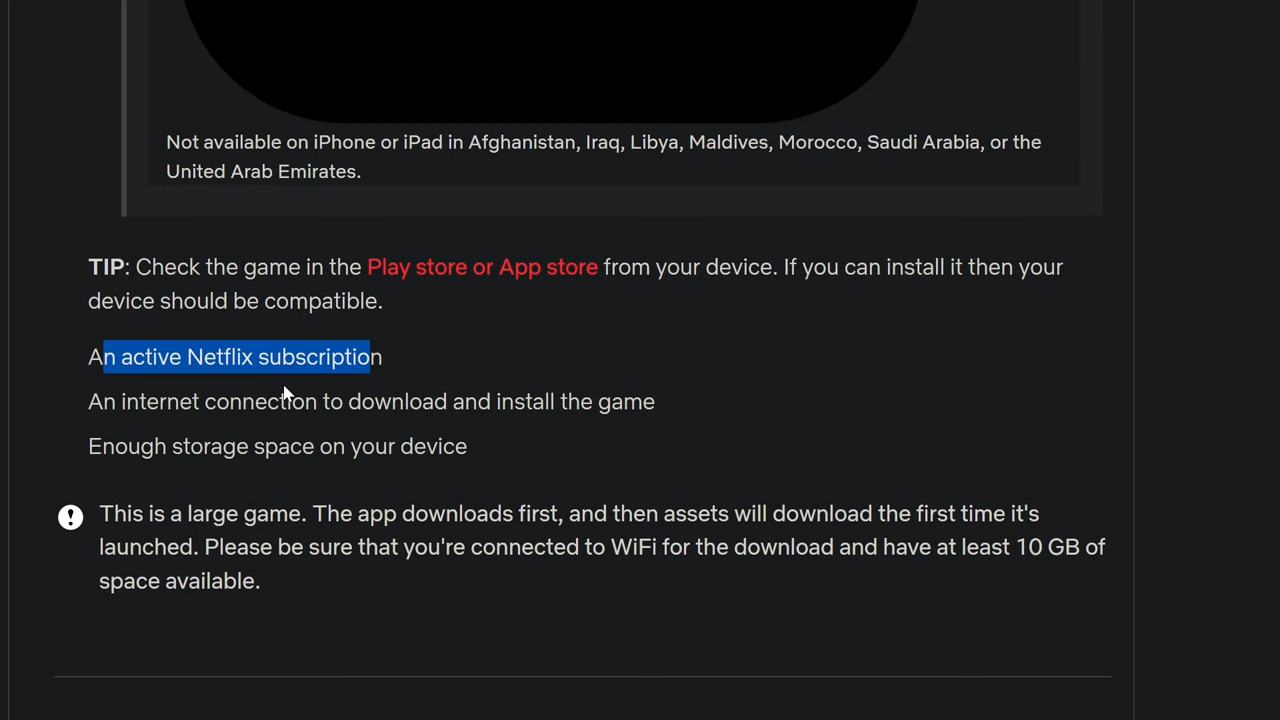 Not available on iPhone or iPad in Afghanistan, Iraq, Libya, Maldives, Morocco, Saudi Arabia, or the
United Arab Emirates.
TIP: Check the game in the Play store or App store from your device. If you can install it then your
device should be compatible.
An active Netflix subscription
An internet connection to download and install the game
Enough storage space on your device
This is a large game. The app downloads first, and then assets will download the first time it's
launched. Please be sure that you're connected to WiFi for the download and have at least 10 GB of
space available.